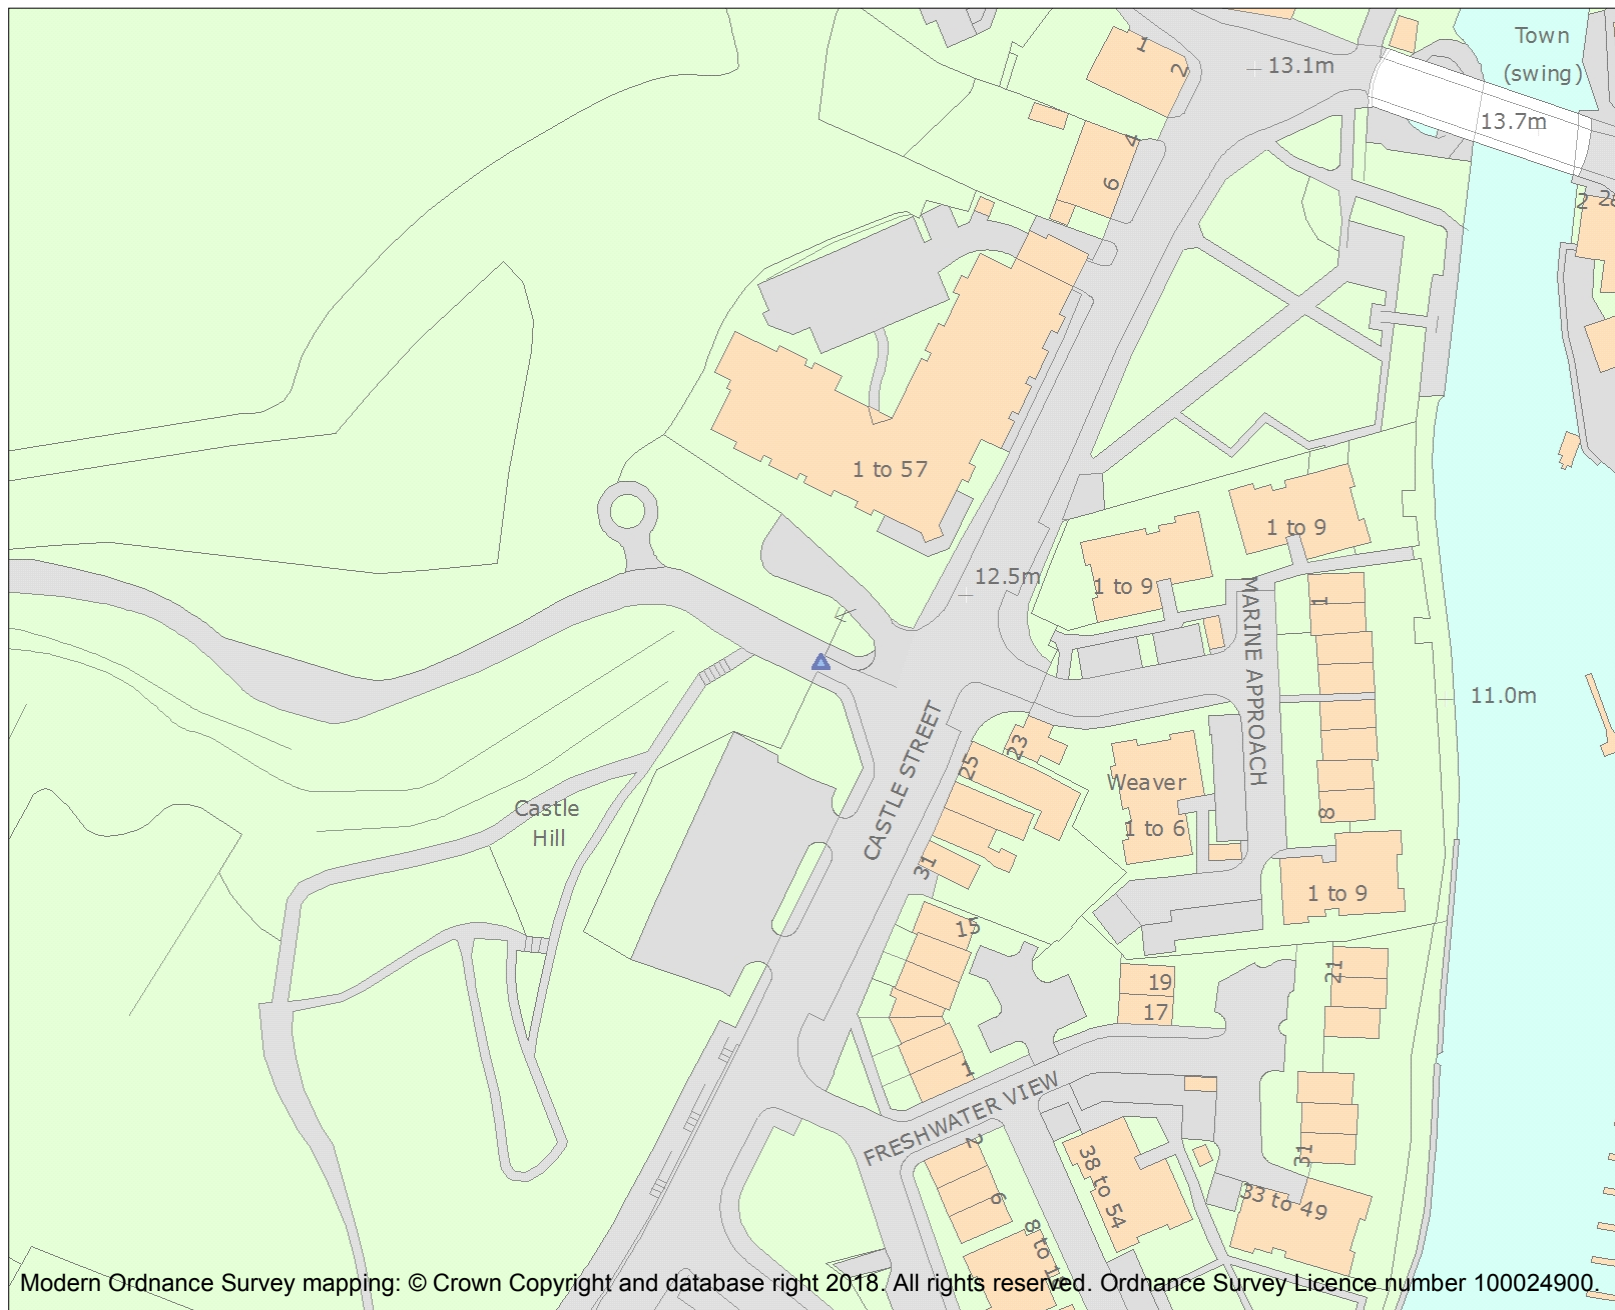 Town
(swing)
13.1m
13.7m
1
2
4
6
2
1 to 57
1 to 9
12.5m
1 to 9
MARINE APPROACH
1
11.0m
CASTLE STREET
23
25
Weaver
1 to 6
8
Castle
Hill
31
1 to 9
15
19
17
21
1
FRESHWATER VIEW
2
6
38 to 54
31
33 to 49
8 to
Modern Ordnance Survey mapping: © Crown Copyright and database right 2018. All rights reserved. Ordnance Survey Licence number 100024900.